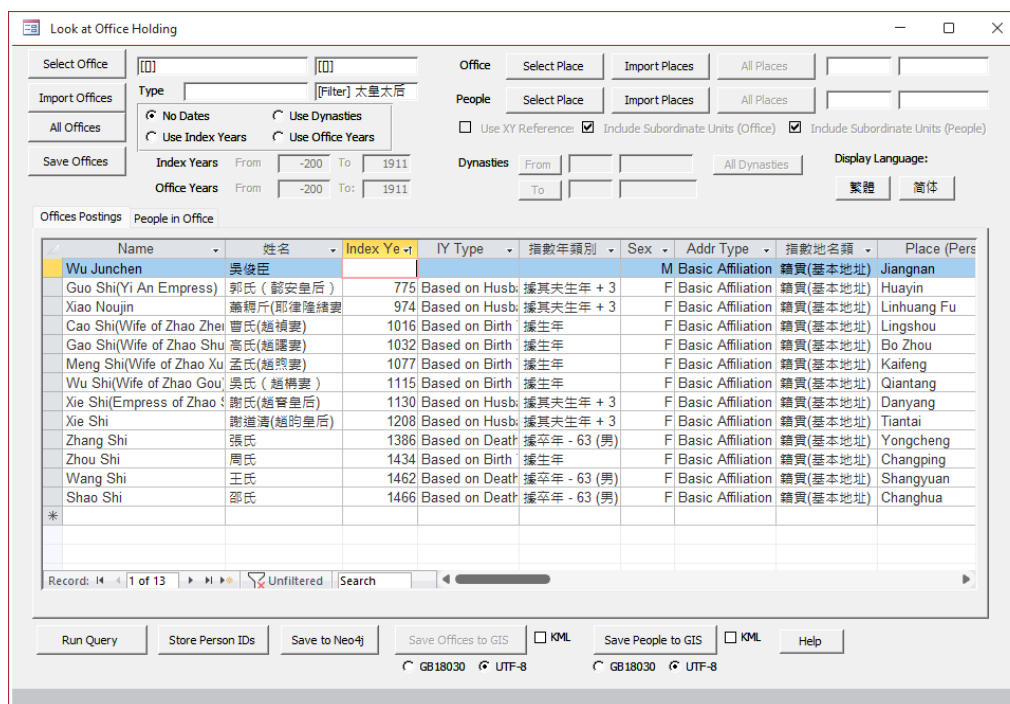 Look at Office Holding
Select Office [[]] [[]] Office Select Place Import Places All Places
Import Offices Type [Filter] 太皇太后 People Select Place Import Places All Places
All Offices No Dates Use Dynasties Use XY Reference: Include Subordinate Units (Office) Include Subordinate Units (People)
Use Index Years Use Office Years
Save Offices Index Years From -200 To 1911 Dynasties From All Dynasties Display Language:
Office Years From -200 To: 1911 To 繁體 简体
Offices Postings People in Office
Name 姓名 Index Ye IY Type 指數年類別 Sex Addr Type 指數地名類 Place (Pers
Wu Junchen 吳俊臣 M Basic Affiliation 籍貫(基本地址) Jiangnan
Guo Shi(Yi An Empress) 郭氏（懿安皇后） 775 Based on Husb 據其夫生年 + 3 F Basic Affiliation 籍貫(基本地址) Huayin
Xiao Noujin 蕭耨斤(耶律隆緒妻 974 Based on Husb 據其夫生年 + 3 F Basic Affiliation 籍貫(基本地址) Linhuang Fu
Cao Shi(Wife of Zhao Zhe 曹氏(趙禎妻) 1016 Based on Birth 據生年 F Basic Affiliation 籍貫(基本地址) Lingshou
Gao Shi(Wife of Zhao Shu 高氏(趙曙妻) 1032 Based on Birth 據生年 F Basic Affiliation 籍貫(基本地址) Bo Zhou
Meng Shi(Wife of Zhao Xu 孟氏(趙煦妻) 1077 Based on Birth 據生年 F Basic Affiliation 籍貫(基本地址) Kaifeng
Wu Shi(Wife of Zhao Gou) 吳氏（趙構妻） 1115 Based on Birth 據生年 F Basic Affiliation 籍貫(基本地址) Qiantang
Xie Shi(Empress of Zhao 謝氏(趙眘皇后) 1130 Based on Husb 據其夫生年 + 3 F Basic Affiliation 籍貫(基本地址) Danyang
Xie Shi 謝道清(趙昀皇后) 1208 Based on Husb 據其夫生年 + 3 F Basic Affiliation 籍貫(基本地址) Tiantai
Zhang Shi 張氏 1386 Based on Death 據卒年 - 63 (男) F Basic Affiliation 籍貫(基本地址) Yongcheng
Zhou Shi 周氏 1434 Based on Birth 據生年 F Basic Affiliation 籍貫(基本地址) Changping
Wang Shi 王氏 1462 Based on Death 據卒年 - 63 (男) F Basic Affiliation 籍貫(基本地址) Shangyuan
Shao Shi 邵氏 1466 Based on Death 據卒年 - 63 (男) F Basic Affiliation 籍貫(基本地址) Changhua
Record: 1 of 13 Unfiltered Search
Run Query Store Person IDs Save to Neo4j Save Offices to GIS KML Save People to GIS KML Help
GB18030 UTF-8 GB18030 UTF-8